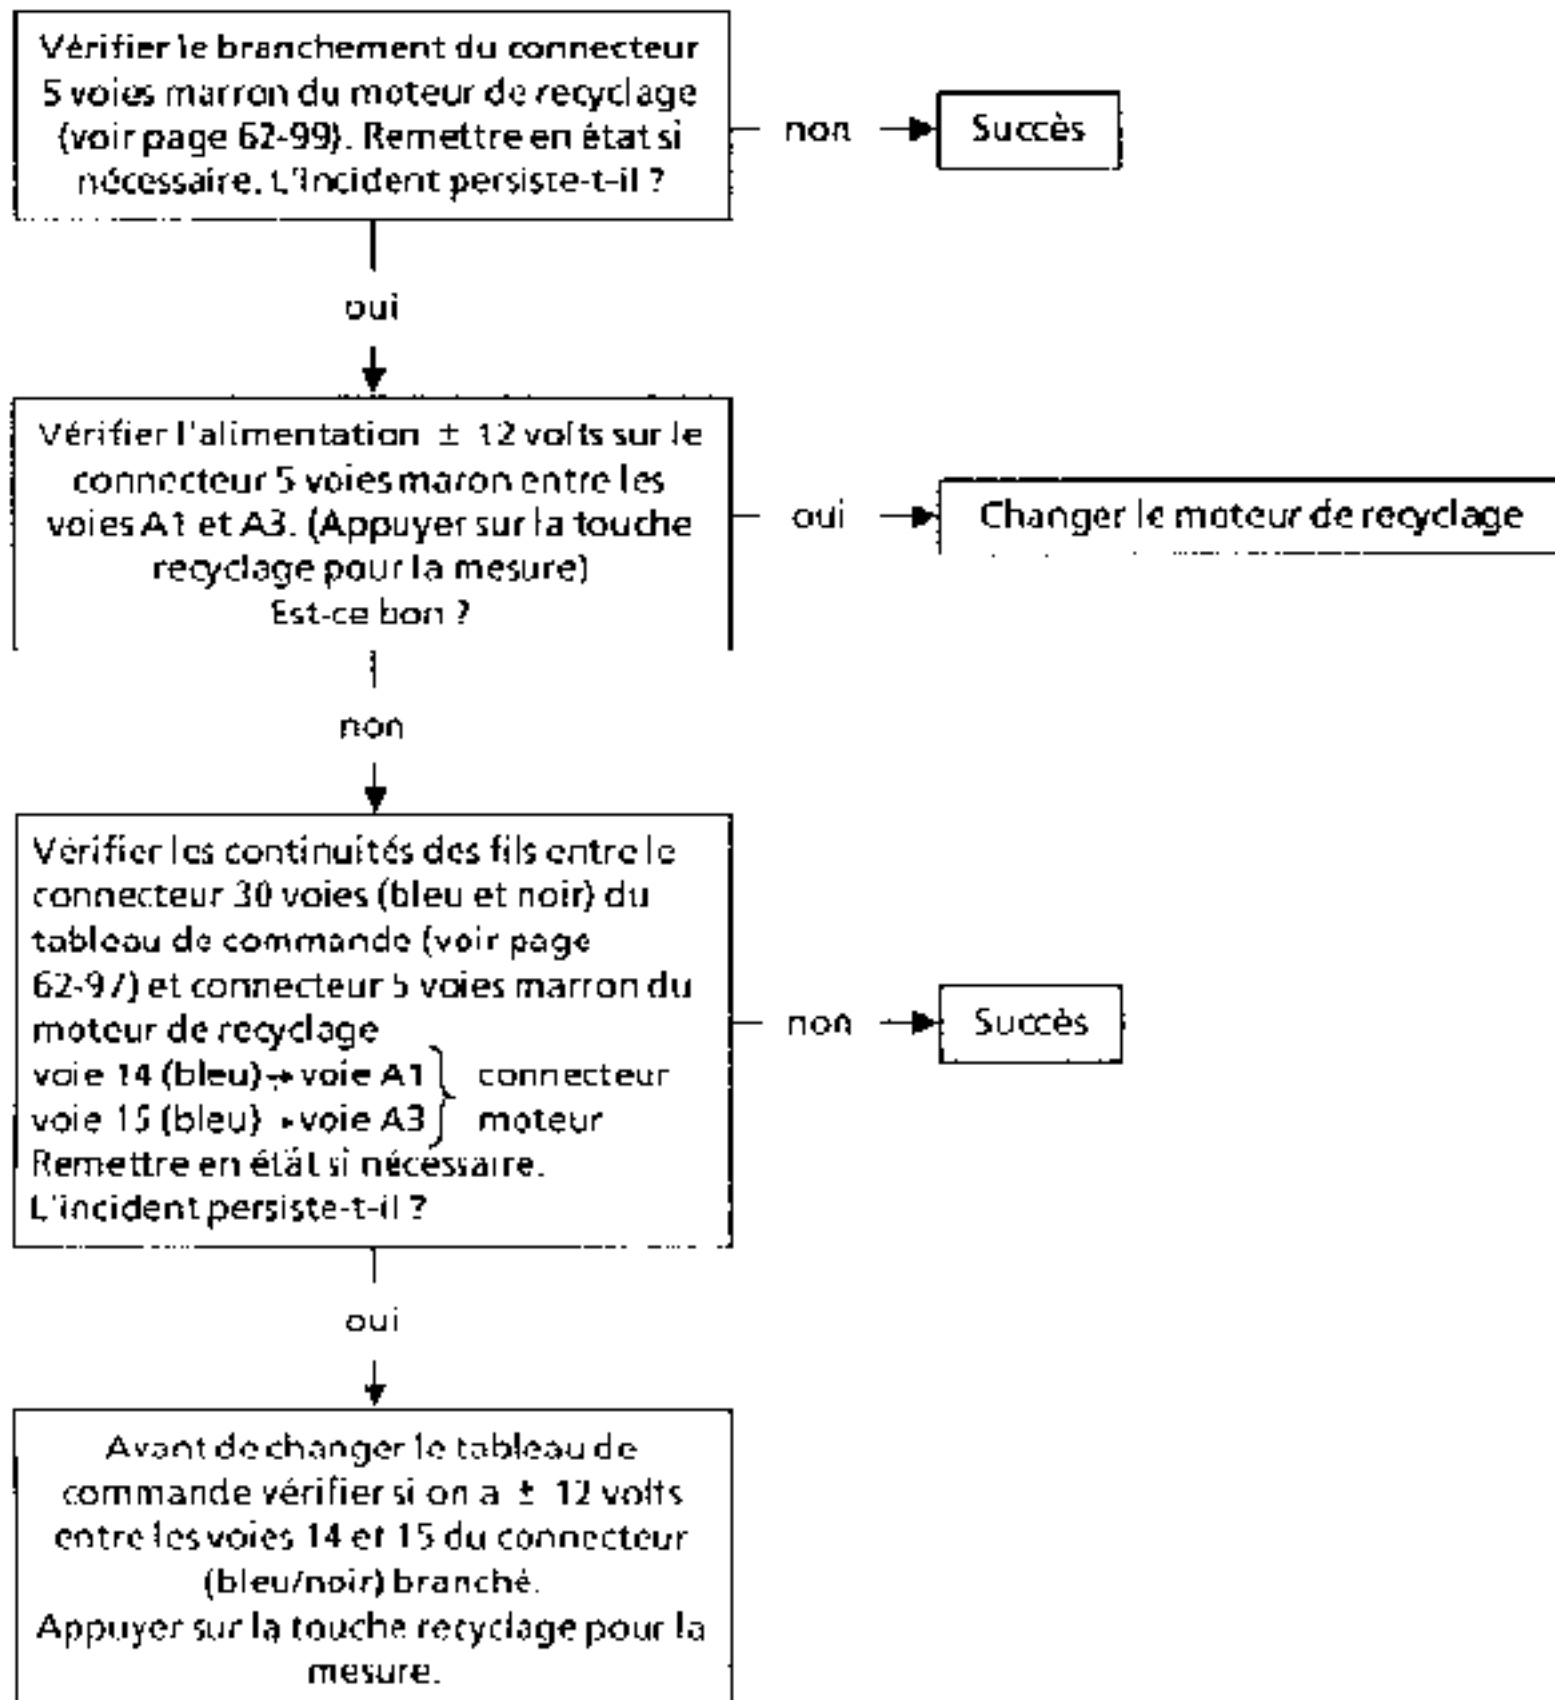 Vérifier le branchement du connecteur
5 voies marron du moteur de recyclage
(voir page 62-99). Remettre en état si
nécessaire. L'incident persiste-t-il ?
non
Succès
oui
Vérifier l'alimentation ± 12 volts sur le
connecteur 5 voies maron entre les
voies A1 et A3. (Appuyer sur la touche
recyclage pour la mesure)
Est-ce bon ?
oui
Changer le moteur de recyclage
non
Vérifier les continuités des fils entre le
connecteur 30 voies (bleu et noir) du
tableau de commande (voir page
62-97) et connecteur 5 voies marron du
moteur de recyclage
voie 14 (bleu) → voie A1 } connecteur
voie 15 (bleu) → voie A3 } moteur
Remettre en état si nécessaire.
L'incident persiste-t-il ?
non
Succès
oui
Avant de changer le tableau de
commande vérifier si on a ± 12 volts
entre les voies 14 et 15 du connecteur
(bleu/noir) branché.
Appuyer sur la touche recyclage pour la
mesure.